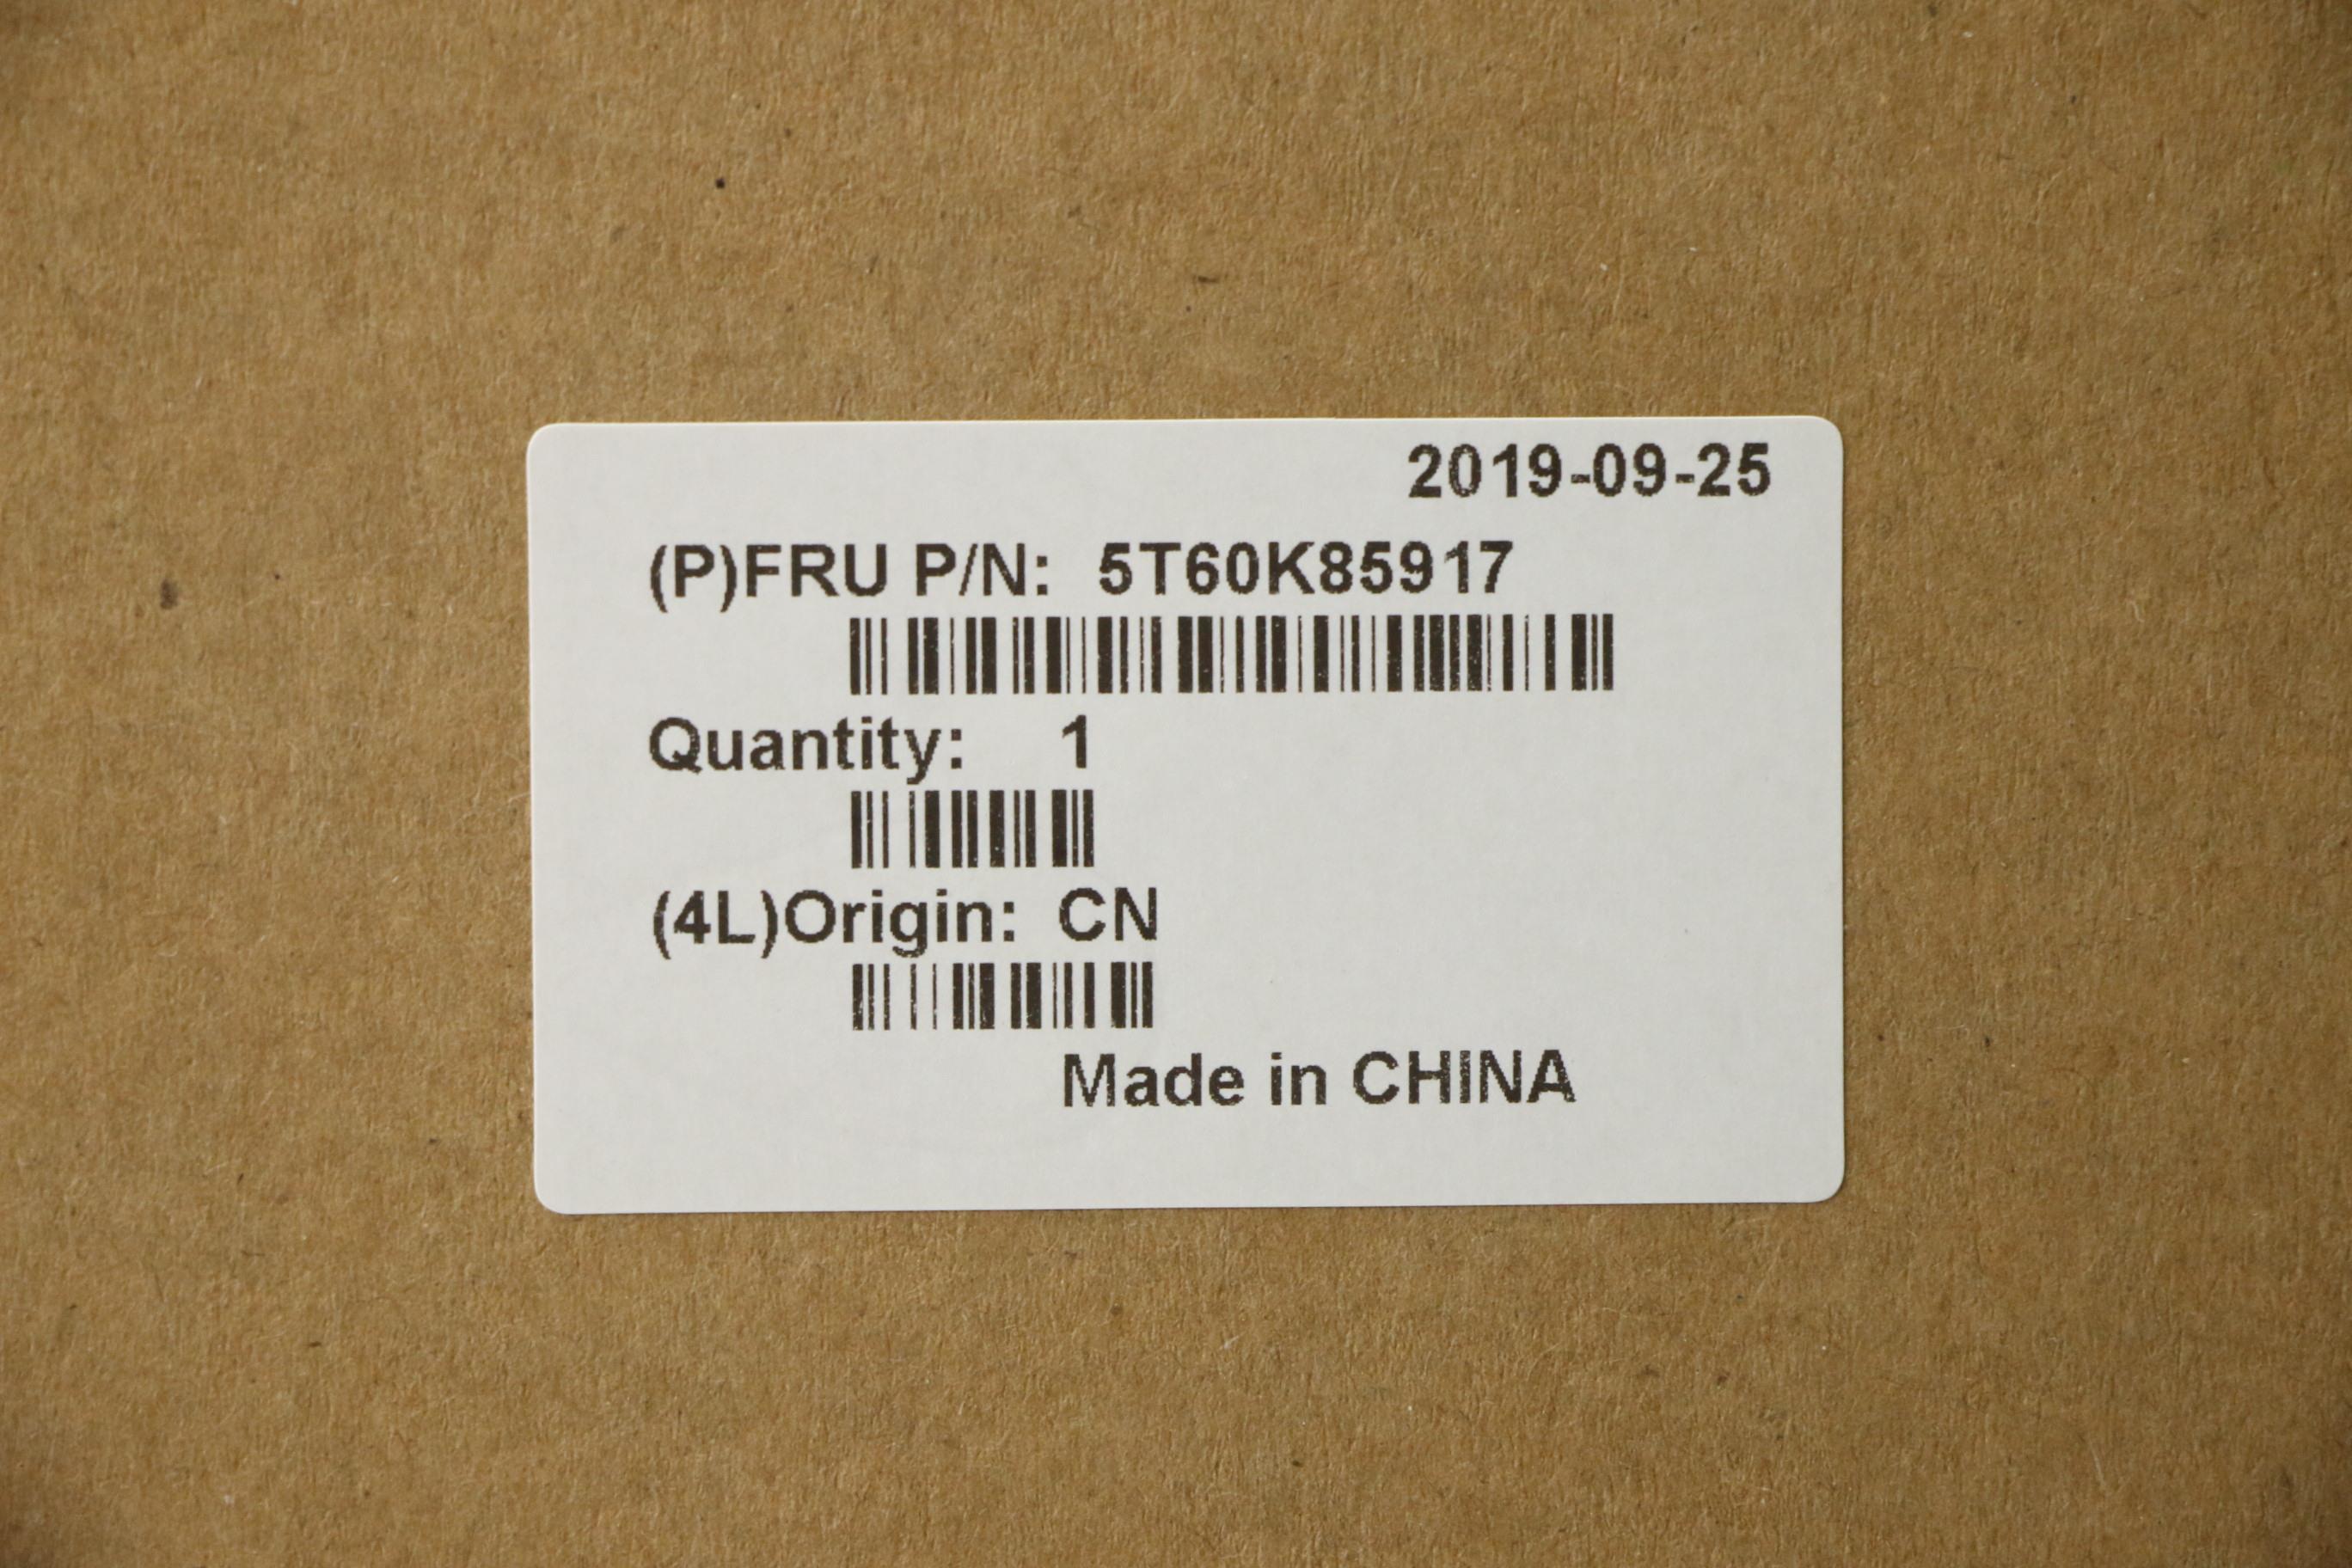 2019-09-25
(P)FRU P/N: 5T60K85917
Quantity: 1
(4L)Origin: CN
Made in CHINA